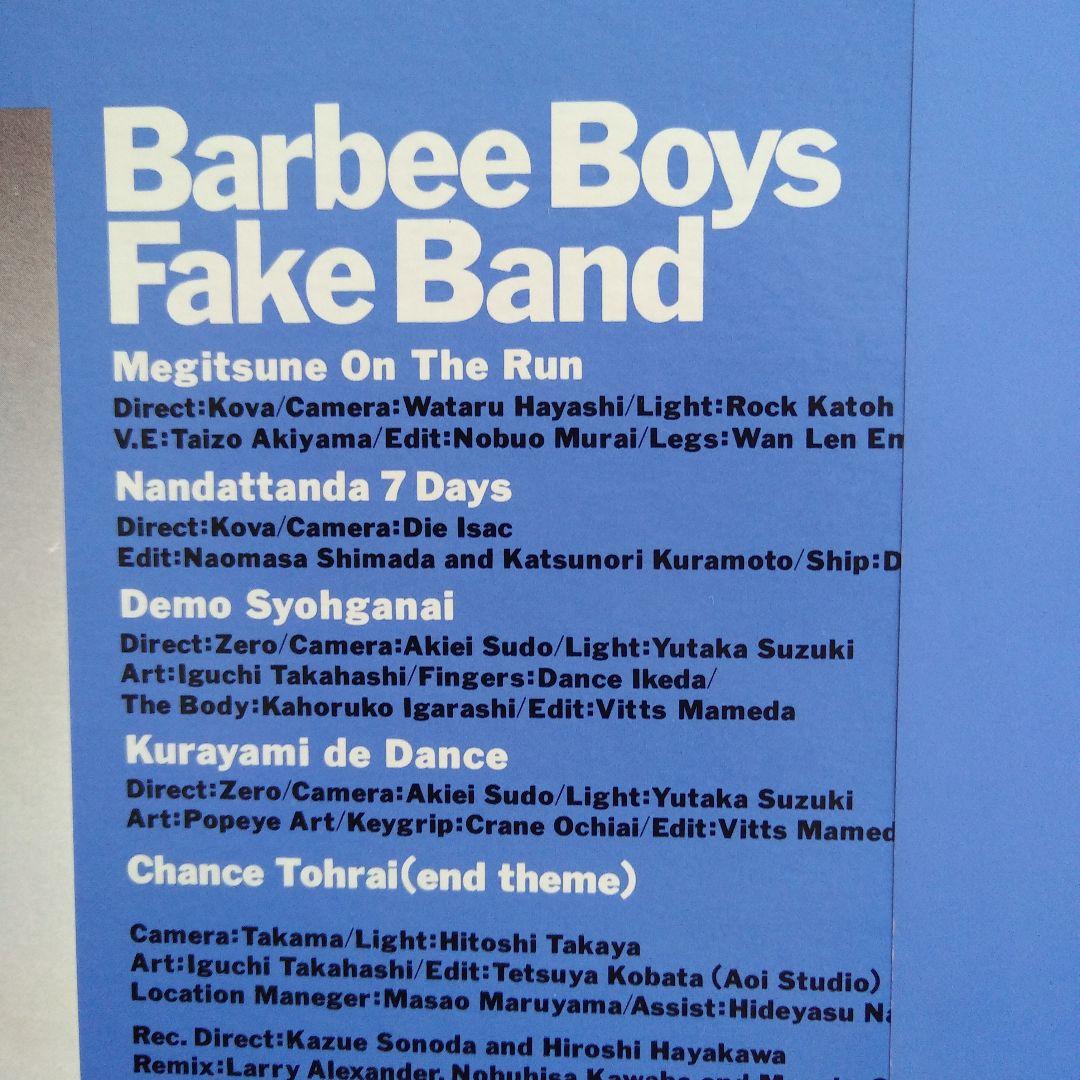 Barbee Boys
Fake Band
Megitsune On The Run
Direct:Kova/Camera:Wataru Hayashi/Light:Rock Katoh
V.E:Taizo Akiyama/Edit:Nobuo Murai/Legs:Wan Len
Nandattanda 7 Days
Direct:Kova/Camera:Die Isac
Edit:Naomasa Shimada and Katsunori Kuramoto/Ship:
Demo Syohganai
Direct:Zero/Camera:Akiei Sudo/Light:Yutaka Suzuki
Art:Iguchi Takahashi/Fingers:Dance Ikeda/
The Body:Kahoruko Igarashi/Edit:Vitts Mameda
Kurayami de Dance
Direct:Zero/Camera:Akiei Sudo/Light:Yutaka Suzuki
Art:Popeye Art/Keygrip:Crane Ochiai/Edit:Vitts Mamed
Chance Tohrai(end theme)
Camera:Takama/Light:Hitoshi Takaya
Art:Iguchi Takahashi/Edit:Tetsuya Kobata (Aoi Studio)
Location Maneger:Masao Maruyama/Assist:Hideyasu
Rec. Direct:Kazue Sonoda and Hiroshi Hayakawa
Remix:Larry Alexander, Nobuhisa Kawabe and